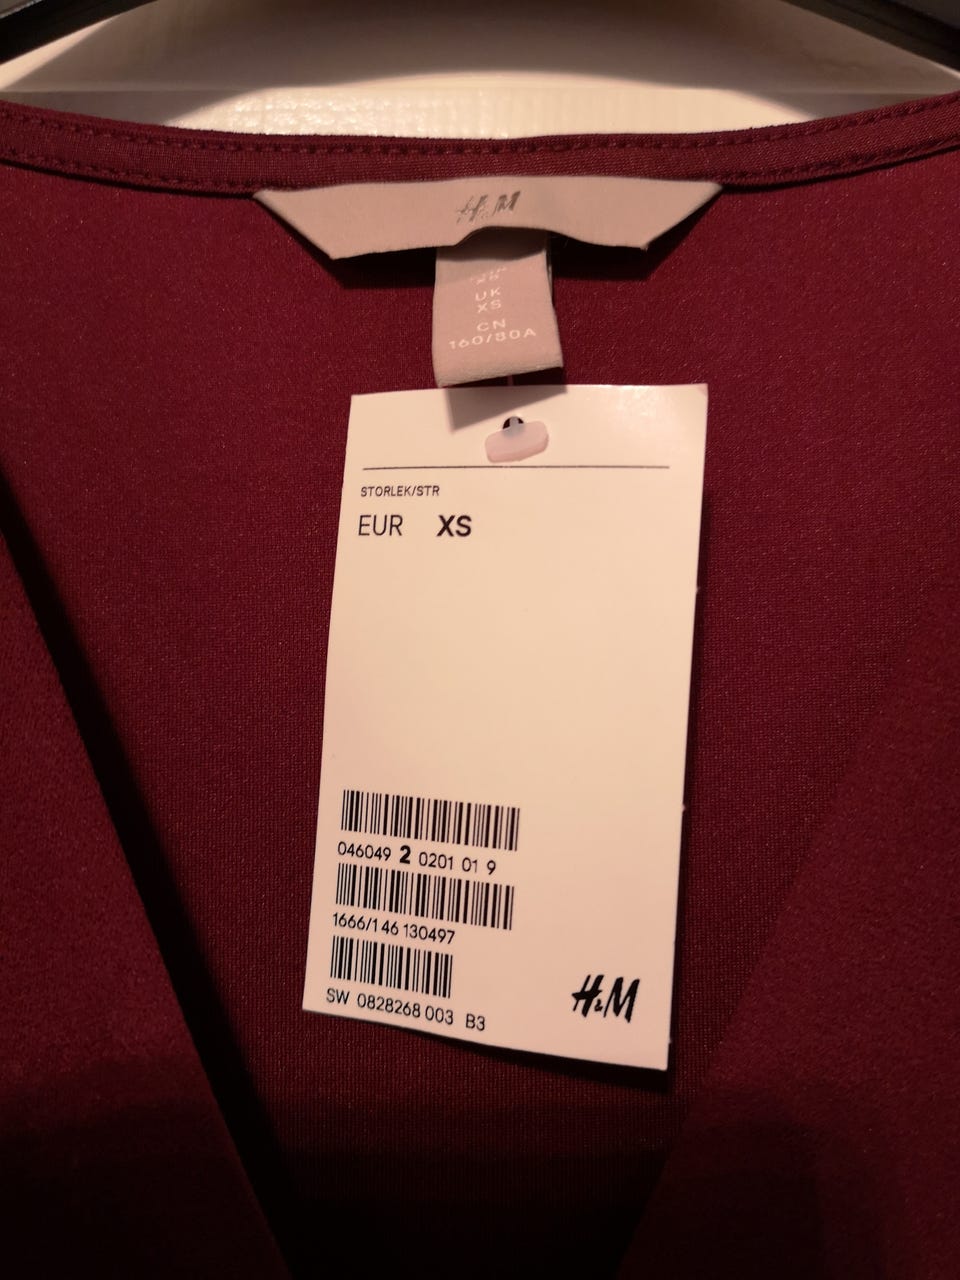 H&M
UK
XS
CN
160/80A
STORLEK/STR
EUR XS
046049 2 0201 01 9
1666/146 130497
SW 0828268 003 B3
H&M